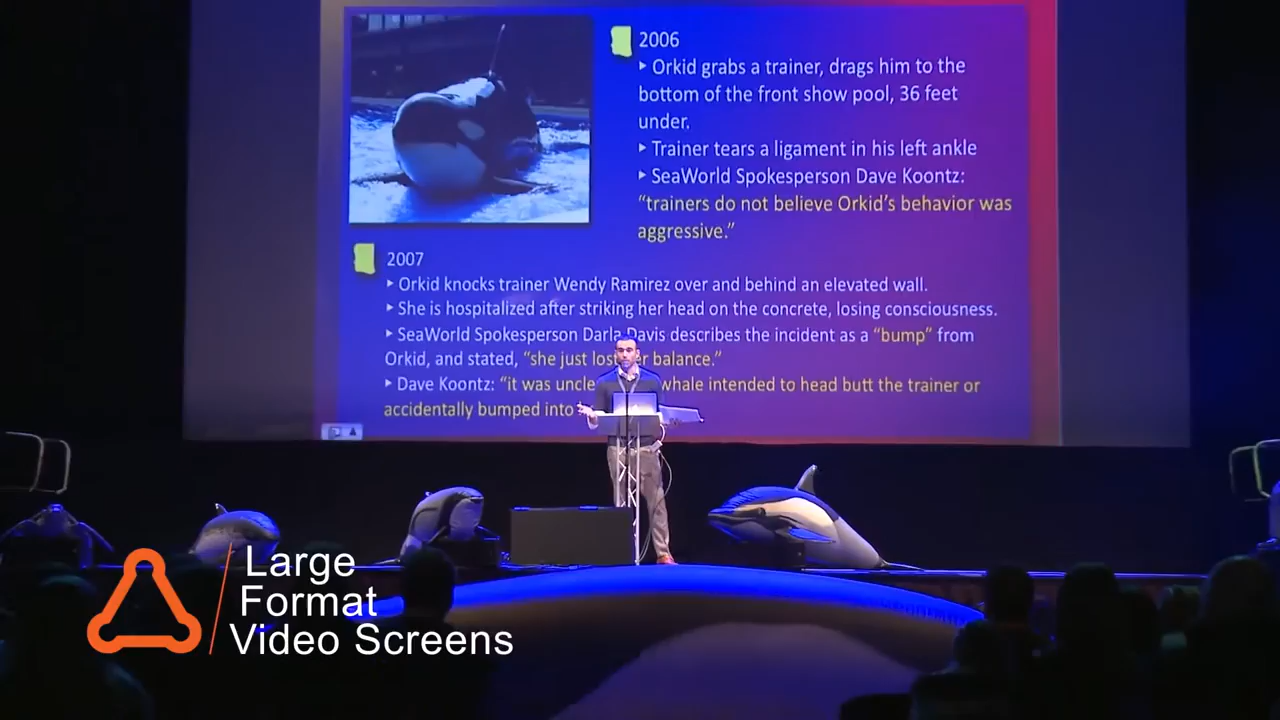 2006
‣ Orkid grabs a trainer, drags him to the
bottom of the front show pool, 36 feet
under.
‣ Trainer tears a ligament in his left ankle
‣ SeaWorld Spokesperson Dave Koontz:
“trainers do not believe Orkid’s behavior was
aggressive.”
2007
‣ Orkid knocks trainer Wendy Ramirez over and behind an elevated wall.
‣ She is hospitalized after striking her head on the concrete, losing consciousness.
‣ SeaWorld Spokesperson Darla Davis describes the incident as a “bump” from
Orkid, and stated, “she just lost er balance.”
‣ Dave Koontz: “it was uncle whale intended to head butt the trainer or
accidentally bumped into
Large
Format
Video Screens